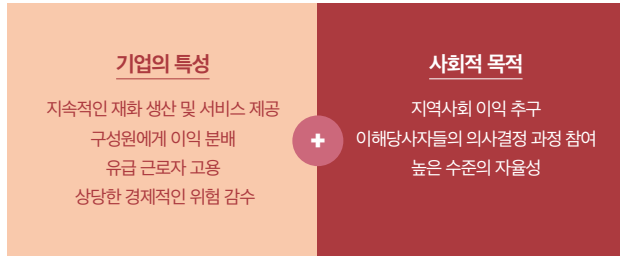 기업의 특성
지속적인 재화 생산 및 서비스 제공
구성원에게 이익 분배
유급 근로자 고용
상당한 경제적인 위험 감수
+
사회적 목적
지역사회 이익 추구
이해당사자들의 의사결정 과정 참여
높은 수준의 자율성